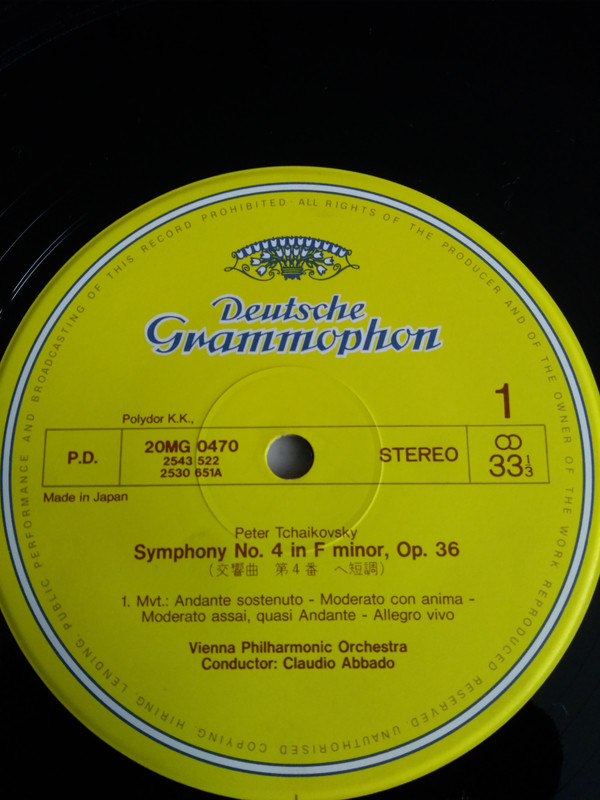 ALL RIGHTS OF THE PRODUCER AND OF THE OWNER OF THE WORK REPRODUCED RESERVED. UNAUTHORISED COPYING, HIRING, LENDING, PUBLIC PERFORMANCE AND BROADCASTING OF THIS RECORD PROHIBITED·
Deutsche
Grammophon
1
Polydor K.K.,
P.D.
20MG 0470
2543 522
2530 651A
STEREO
33 1/3
Made in Japan
Peter Tchaikovsky
Symphony No. 4 in F minor, Op. 36
(交響曲 第4番 ヘ短調)
1. Mvt.: Andante sostenuto - Moderato con anima -
Moderato assai, quasi Andante - Allegro vivo
Vienna Philharmonic Orchestra
Conductor: Claudio Abbado